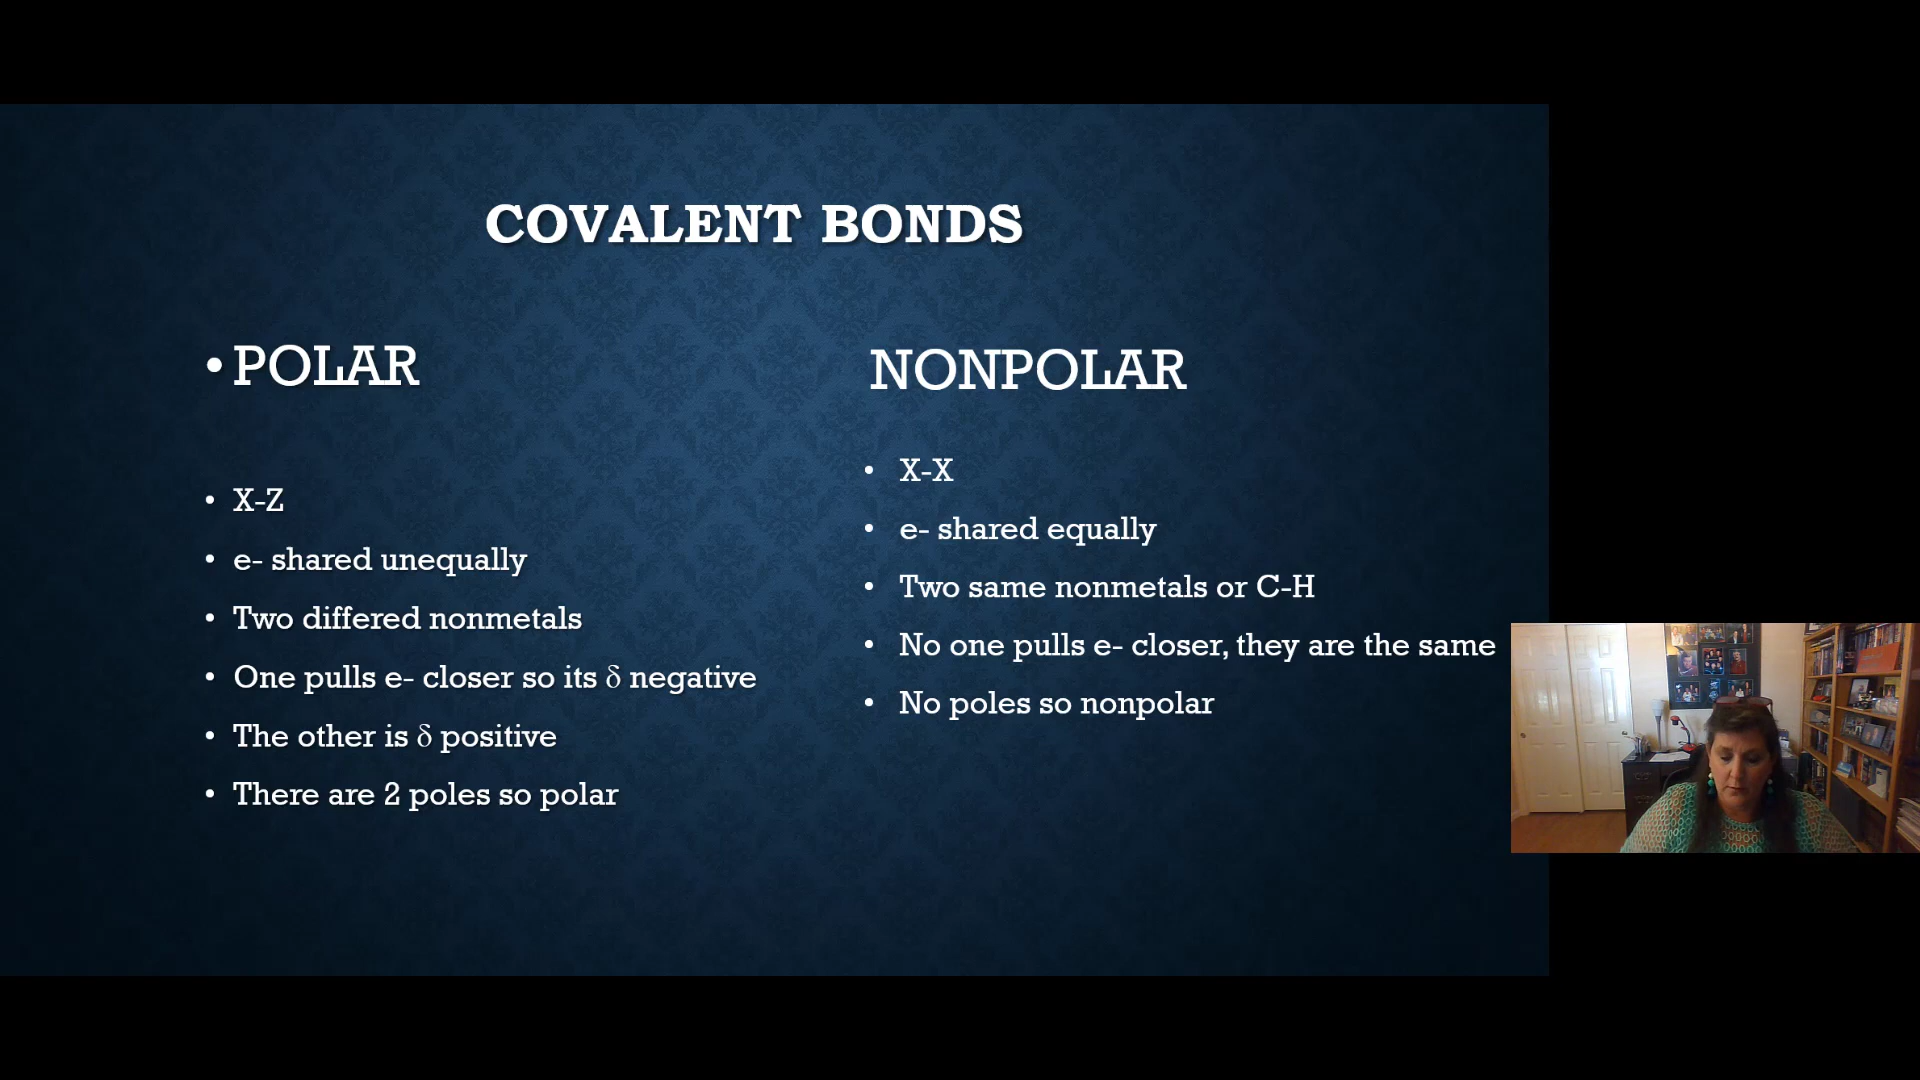 COVALENT BONDS
• POLAR
• X-Z
• e- shared unequally
• Two differed nonmetals
• One pulls e- closer so its δ negative
• The other is δ positive
• There are 2 poles so polar
NONPOLAR
• X-X
• e- shared equally
• Two same nonmetals or C-H
• No one pulls e- closer, they are the same
• No poles so nonpolar